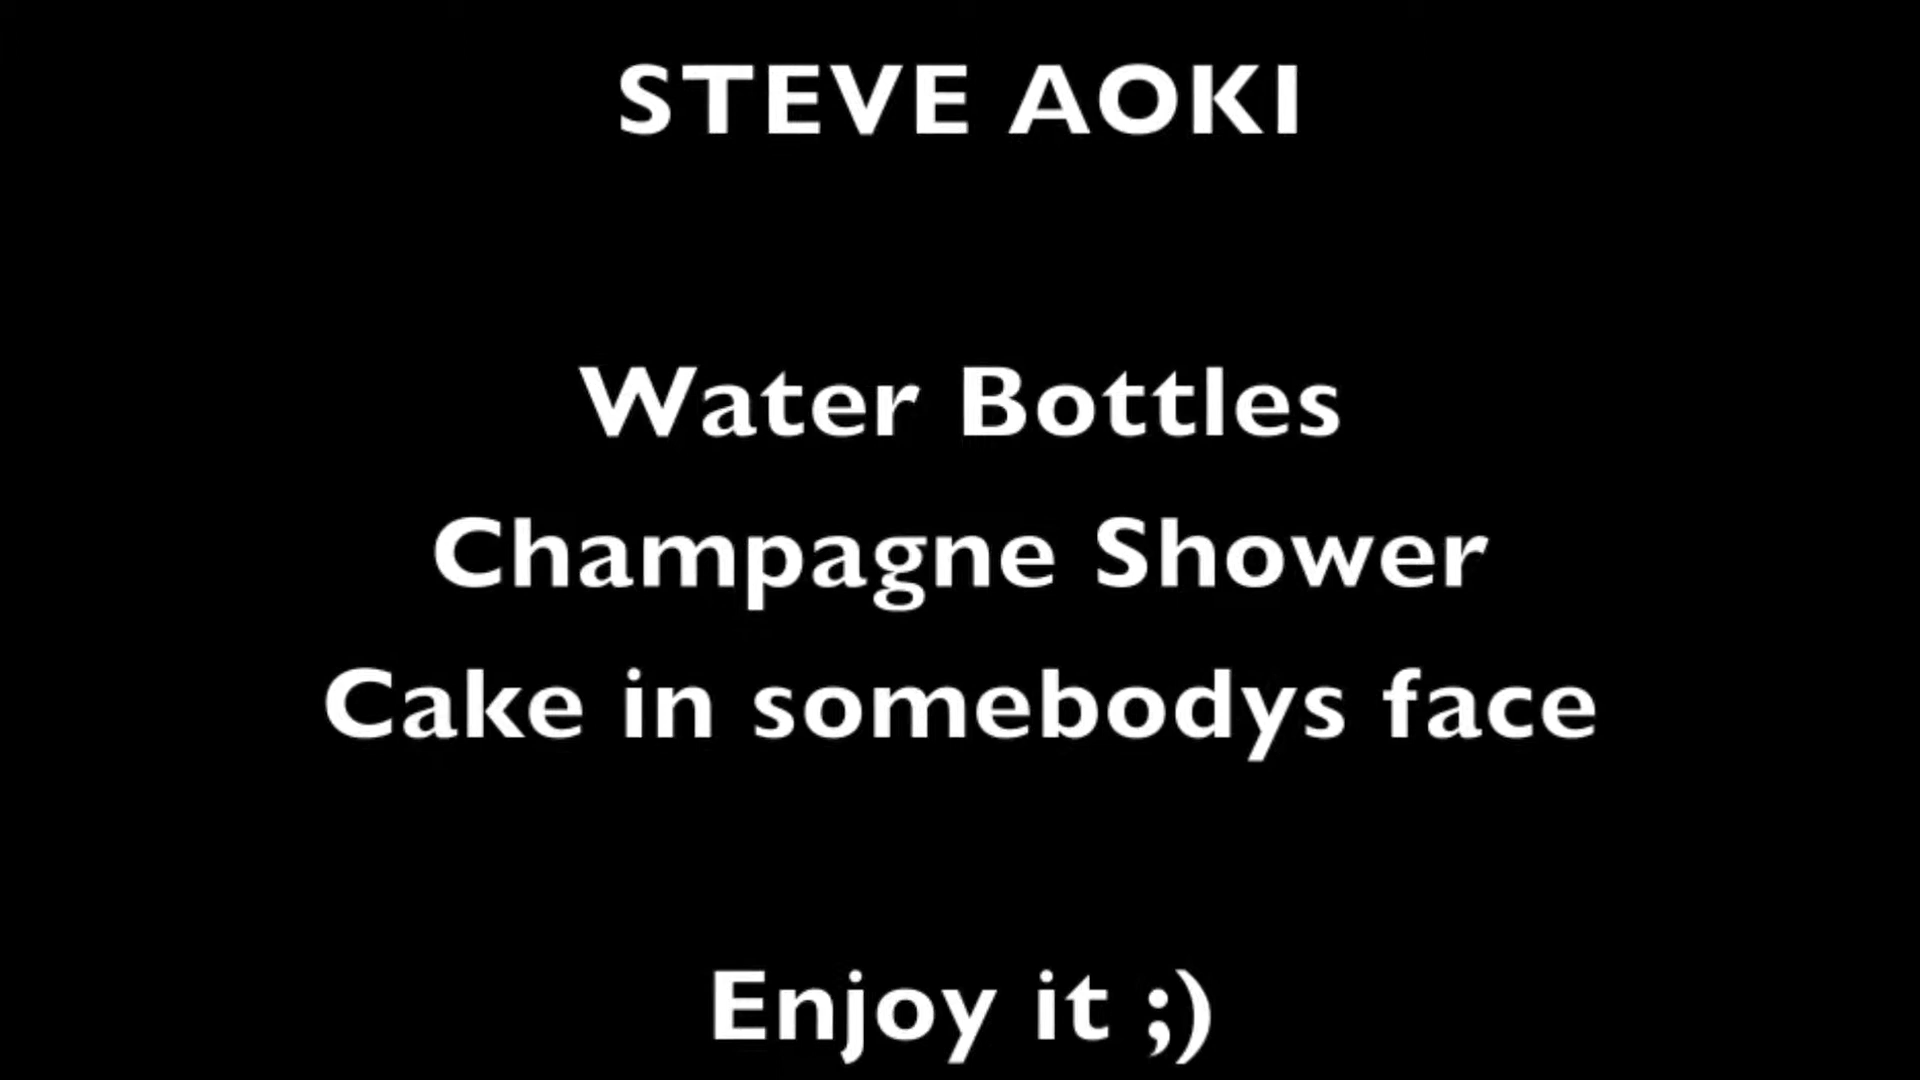 STEVE AOKI
Water Bottles
Champagne Shower
Cake in somebodys face
Enjoy it ;)